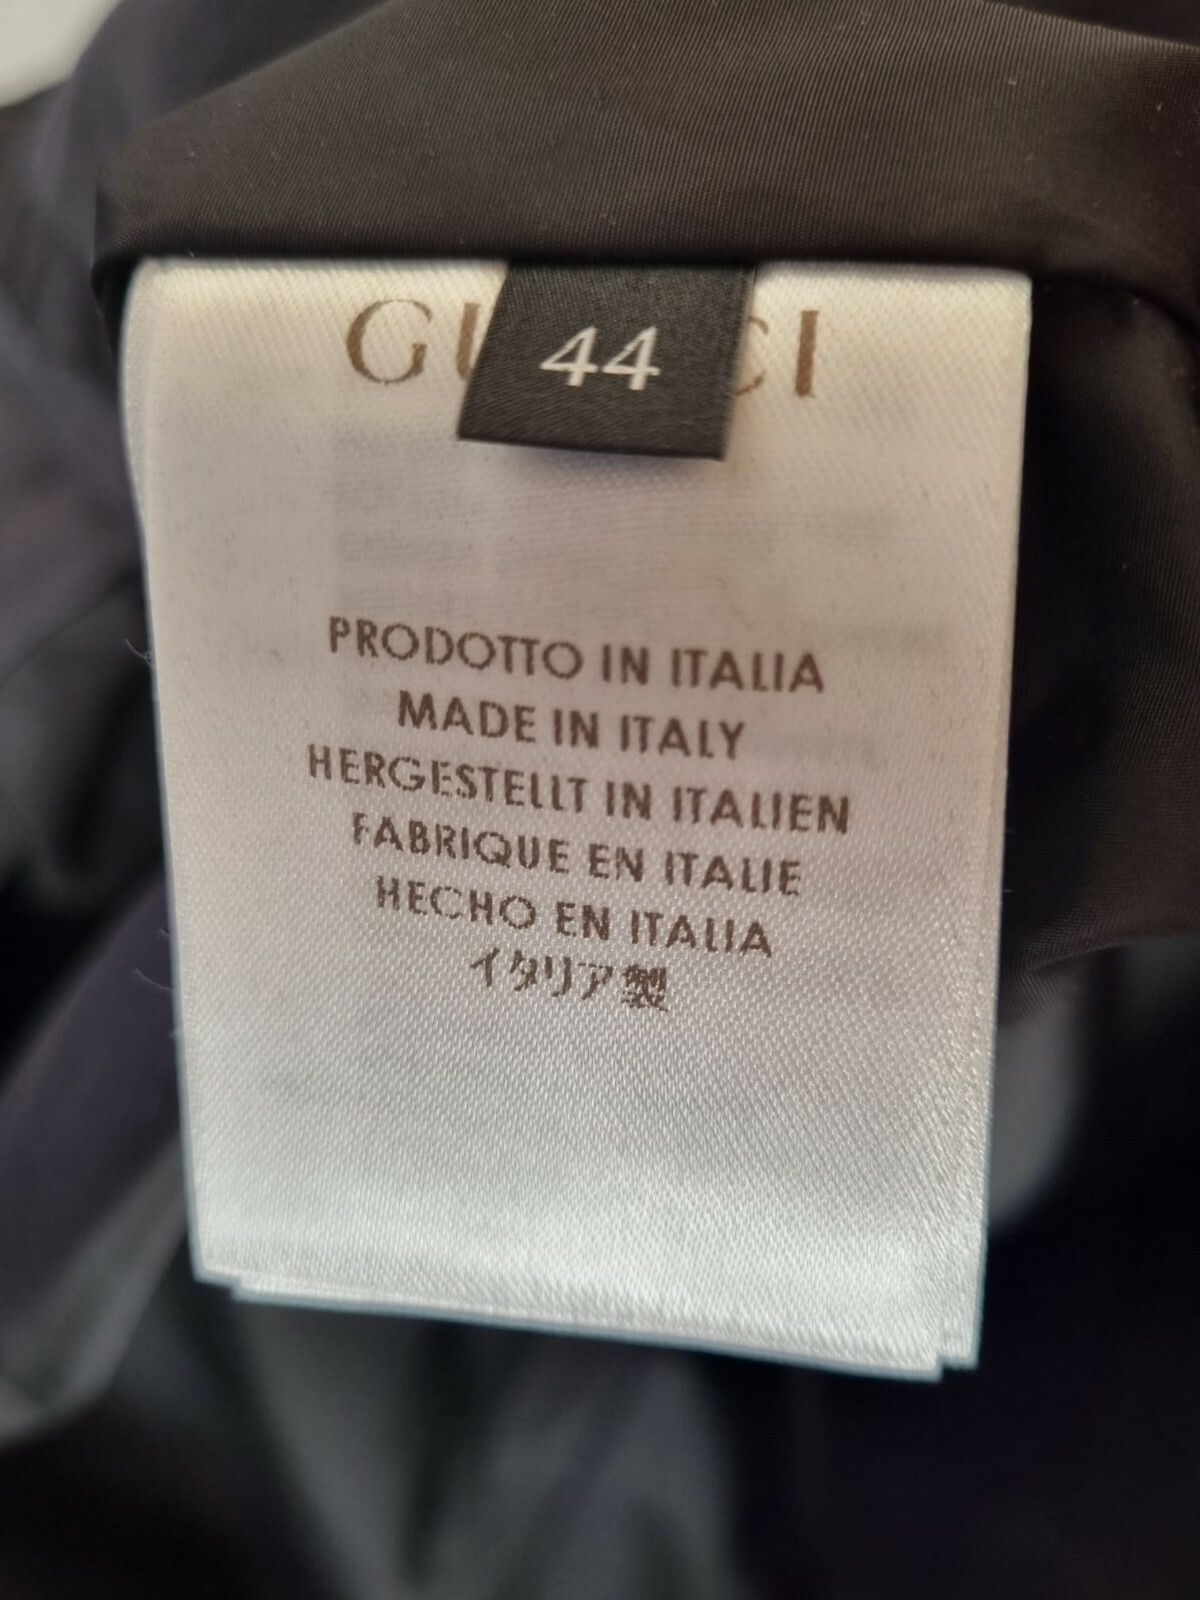 GU CI
44
PRODOTTO IN ITALIA
MADE IN ITALY
HERGESTELLT IN ITALIEN
FABRIQUE EN ITALIE
HECHO EN ITALIA
イタリア製